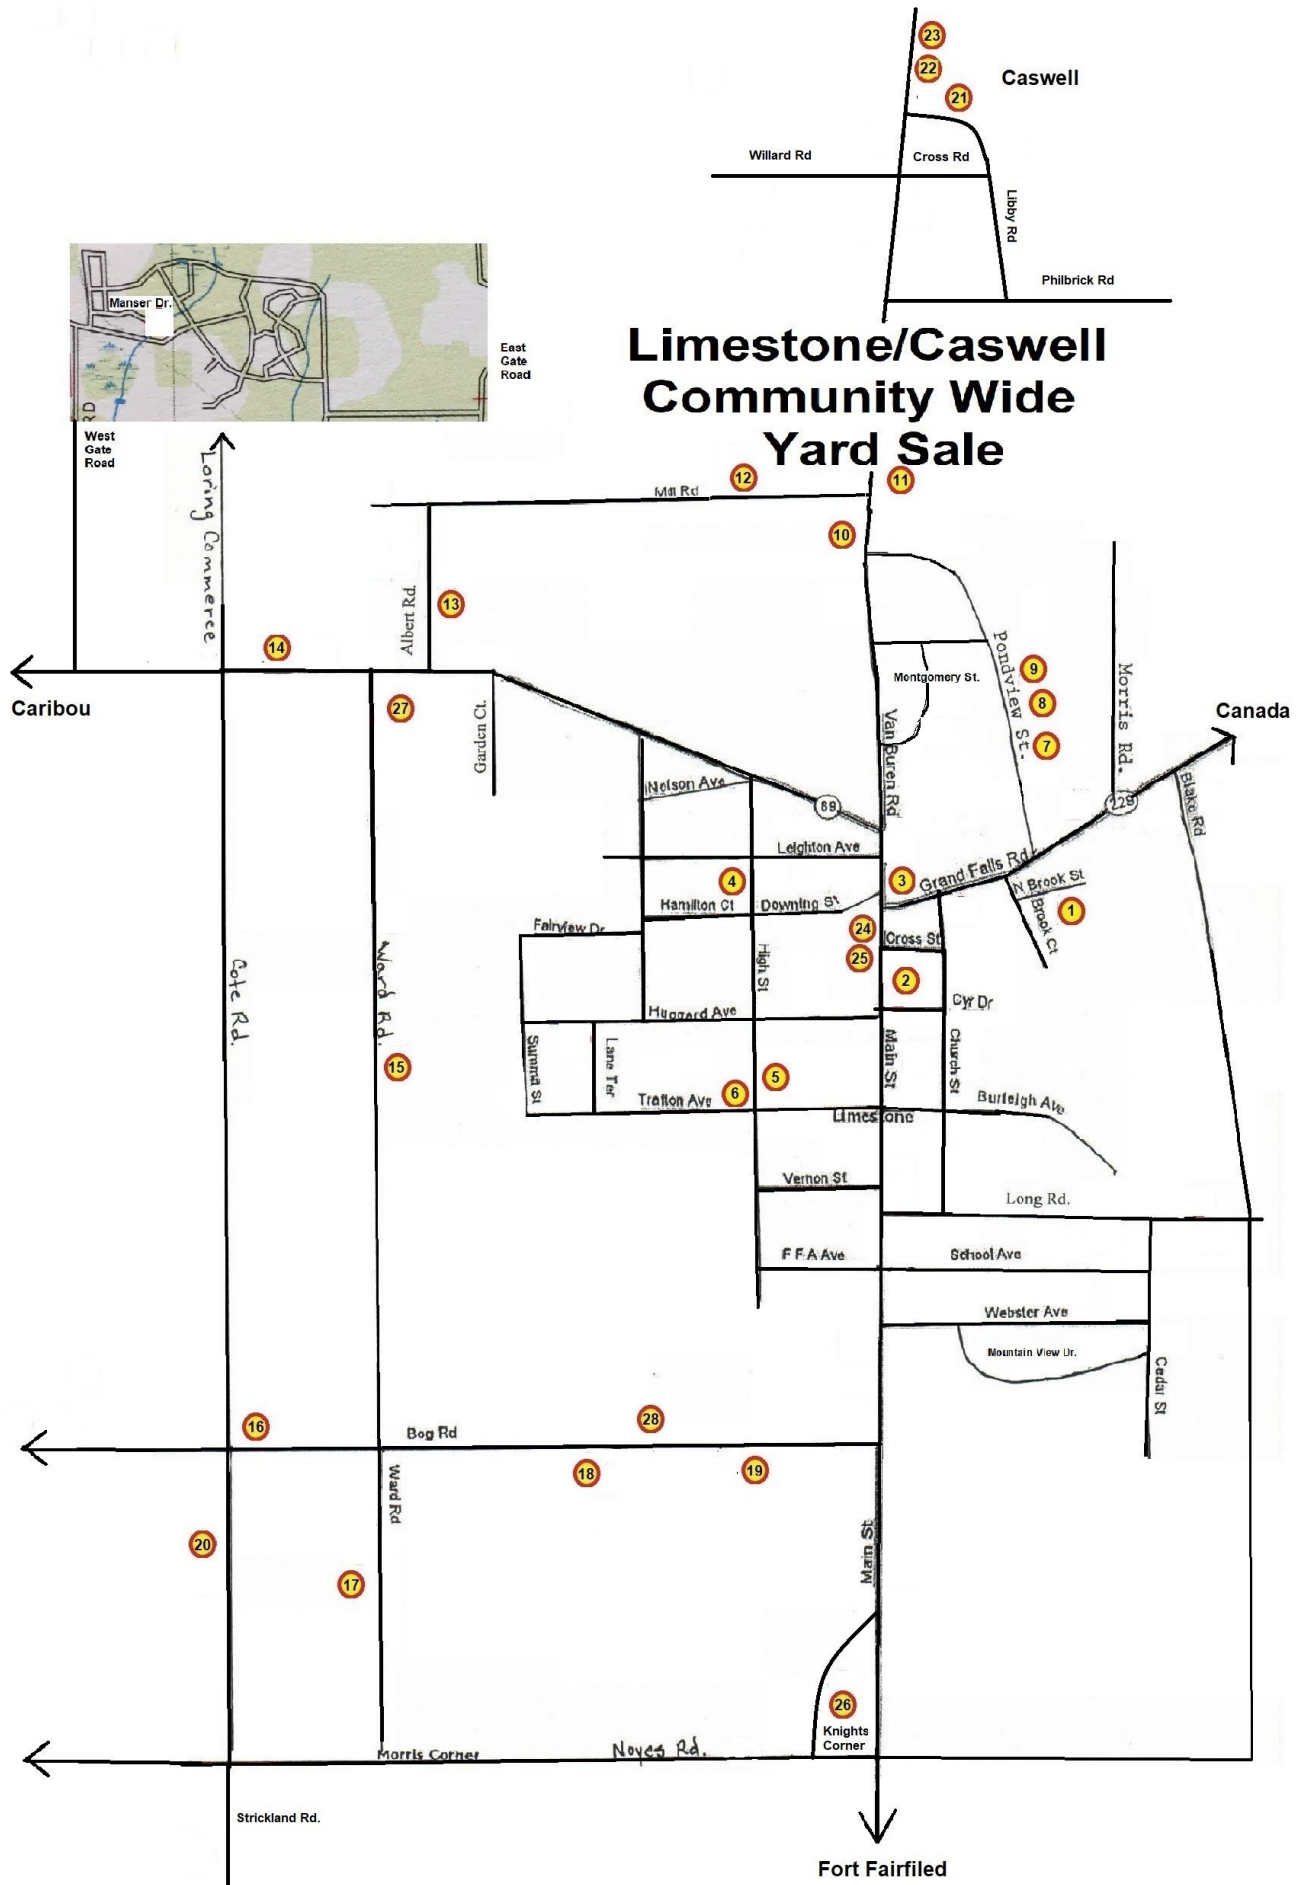 23
22
Caswell
21
Willard Rd
Cross Rd
Libby Rd
Philbrick Rd
Manser Dr.
RD
East
Gate
Road
Limestone/Caswell
Community Wide
Yard Sale
West
Gate
Road
Loring Commerce
12
11
Mill Rd
10
Albert Rd.
13
14
Caribou
27
Garden Ct.
Montgomery St.
Pondview St.
9
8
7
Morris Rd.
Canada
Van Buren Rd
Nelson Ave
89
229
Blake Rd
Leighton Ave
4
3
Grand Falls Rd
N Brook St
Brook Ct
1
Hamilton Ct
Downing St
Fairview Dr
24
Cross St
25
High St
2
Cote Rd.
Ward Rd.
Huggard Ave
Cyr Dr
Summit St
Lane Ter
Main St
Church St
15
5
6
Trafton Ave
Limestone
Burleigh Ave
Vernon St
Long Rd.
F F A Ave
School Ave
Webster Ave
Mountain View Dr.
Cedar St
16
Bog Rd
28
18
19
Ward Rd
20
17
Main St
26
Knights
Corner
Morris Corner
Noyes Rd.
Strickland Rd.
Fort Fairfiled